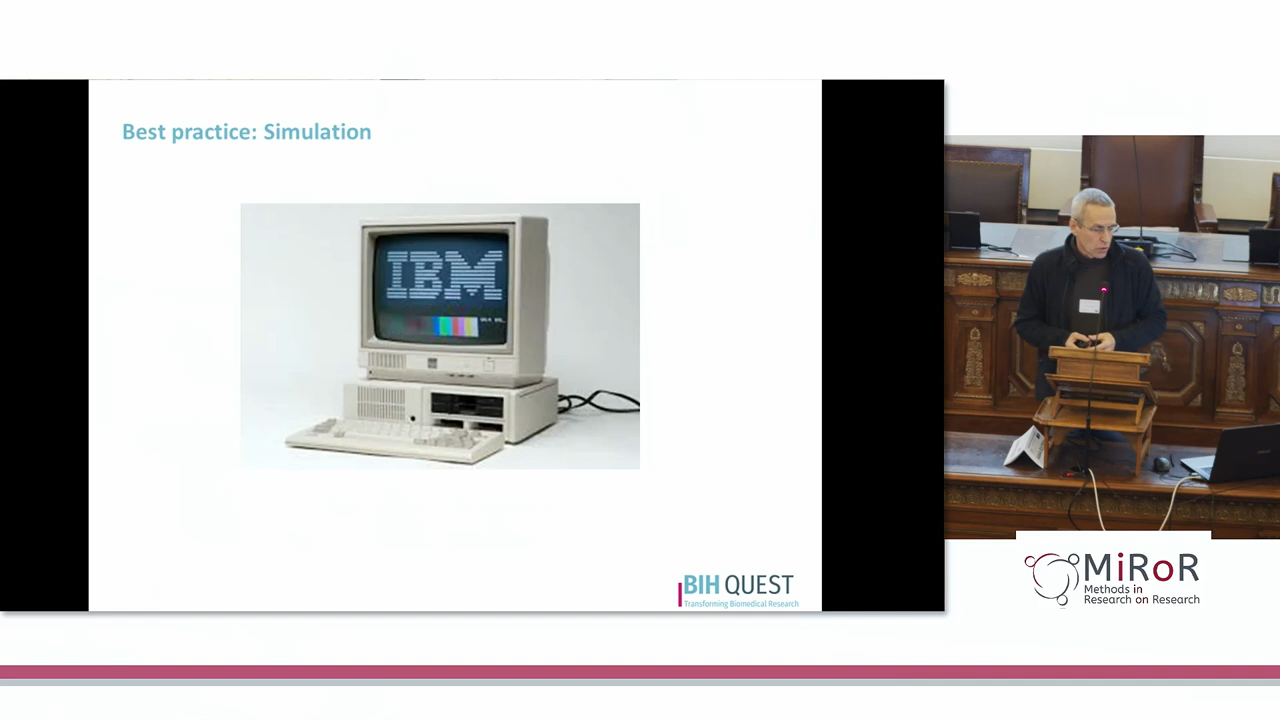 Best practice: Simulation
IBM
BIH QUEST
Transforming Biomedical Research
MiRoR
Methods in
Research on Research